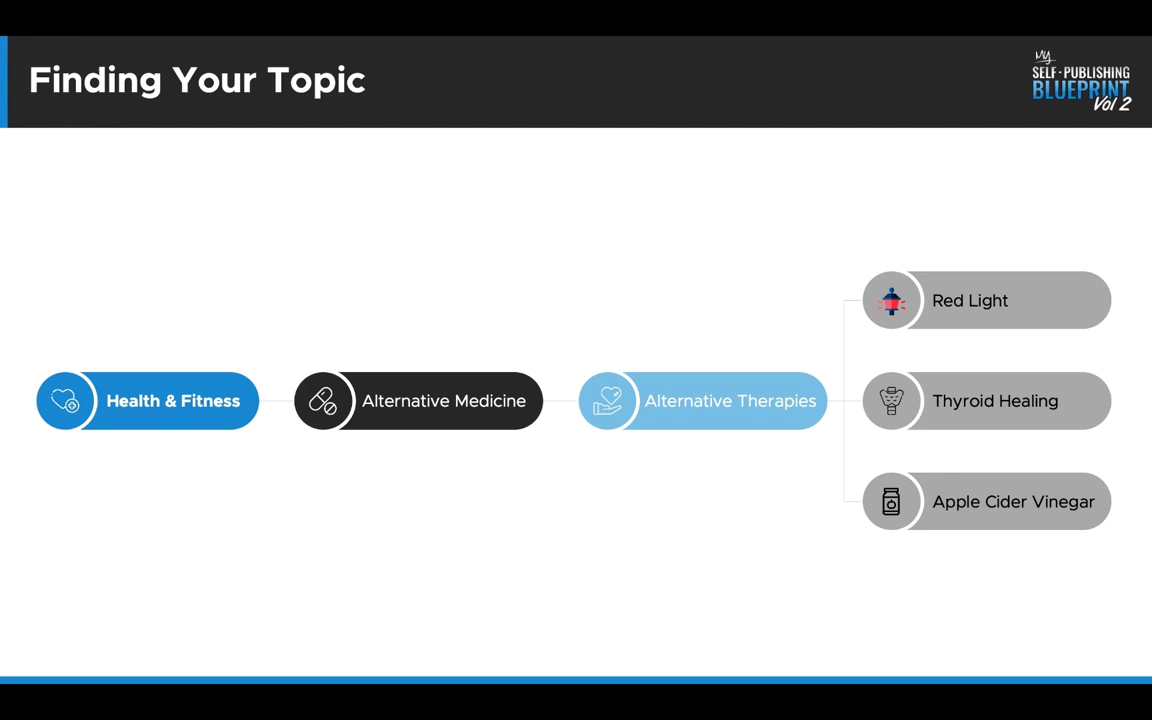 Finding Your Topic
My
SELF-PUBLISHING
BLUEPRINT
Vol 2
Health & Fitness
Alternative Medicine
Alternative Therapies
Red Light
Thyroid Healing
Apple Cider Vinegar